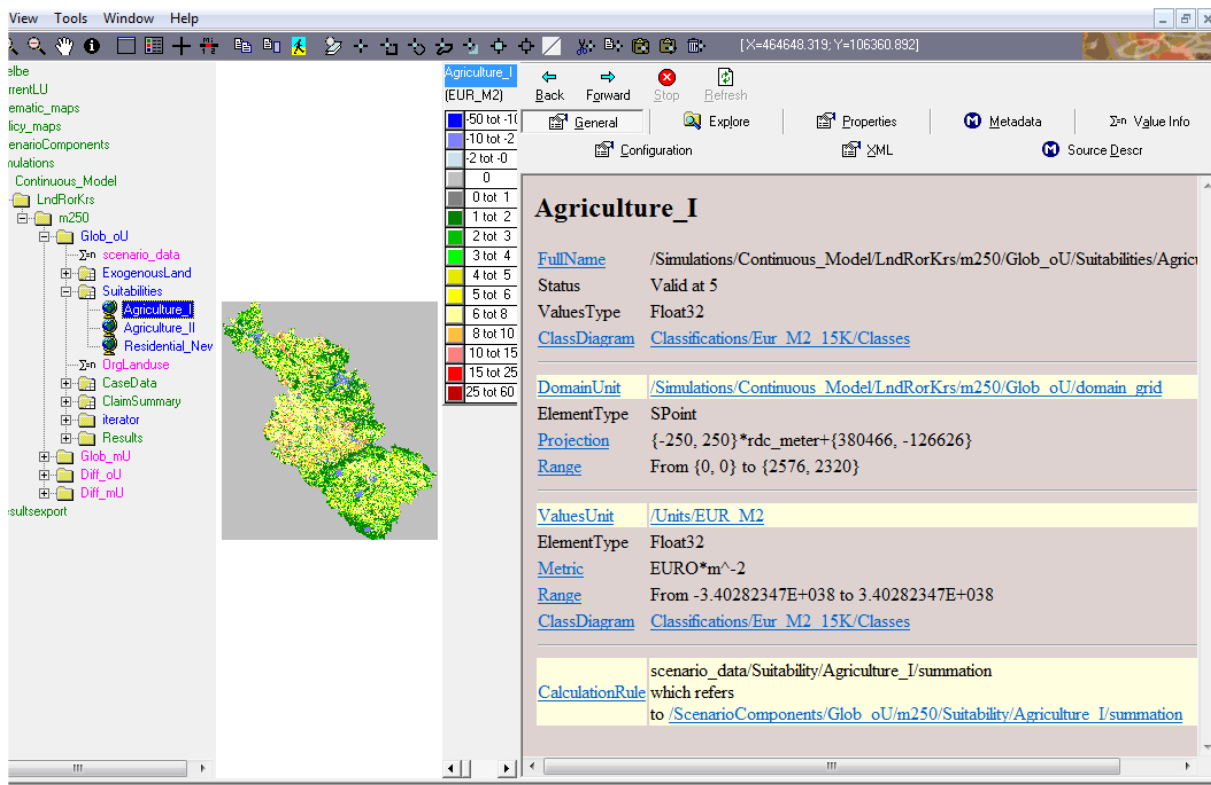 View Tools Window Help
[X=464648.319; Y=106360.892]
elbe
rrentLU
ematic_maps
licy_maps
enarioComponents
nulations
Continuous_Model
LndRorKrs
m250
Glob_oU
scenario_data
ExogenousLand
Suitabilities
Agriculture_I
Agriculture_II
Residential_Nev
OrgLanduse
CaseData
ClaimSummary
iterator
Results
Glob_mU
Diff_oU
Diff_mU
esultsexport
Agriculture_I
(EUR_M2)
-50 tot -1(
-10 tot -2
-2 tot -0
0
0 tot 1
1 tot 2
2 tot 3
3 tot 4
4 tot 5
5 tot 6
6 tot 8
8 tot 10
10 tot 15
15 tot 25
25 tot 60
Back Forward Stop Refresh
General Explore Properties Metadata Σ=n Value Info
Configuration XML Source Descr
Agriculture_I
FullName /Simulations/Continuous_Model/LndRorKrs/m250/Glob_oU/Suitabilities/Agricu
Status Valid at 5
ValuesType Float32
ClassDiagram Classifications/Eur_M2_15K/Classes
DomainUnit /Simulations/Continuous_Model/LndRorKrs/m250/Glob_oU/domain_grid
ElementType SPoint
Projection {-250, 250}*rdc_meter+{380466, -126626}
Range From {0, 0} to {2576, 2320}
ValuesUnit /Units/EUR_M2
ElementType Float32
Metric EURO*m^-2
Range From -3.40282347E+038 to 3.40282347E+038
ClassDiagram Classifications/Eur_M2_15K/Classes
scenario_data/Suitability/Agriculture_I/summation
CalculationRule which refers
to /ScenarioComponents/Glob_oU/m250/Suitability/Agriculture_I/summation